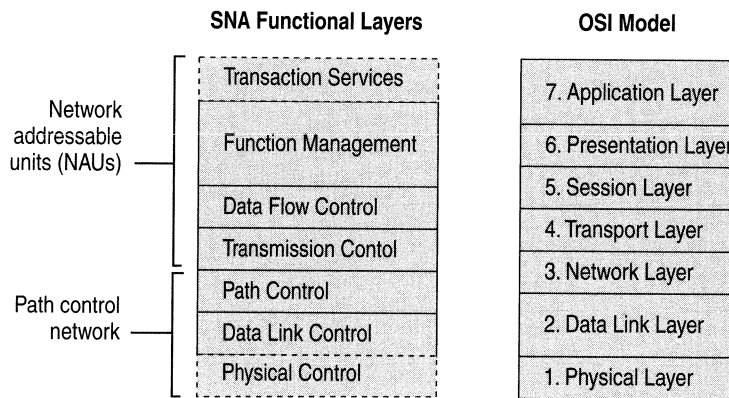 SNA Functional Layers
OSI Model
Network
addressable
units (NAUs)
Path control
network
Transaction Services
Function Management
Data Flow Control
Transmission Contol
Path Control
Data Link Control
Physical Control
7. Application Layer
6. Presentation Layer
5. Session Layer
4. Transport Layer
3. Network Layer
2. Data Link Layer
1. Physical Layer